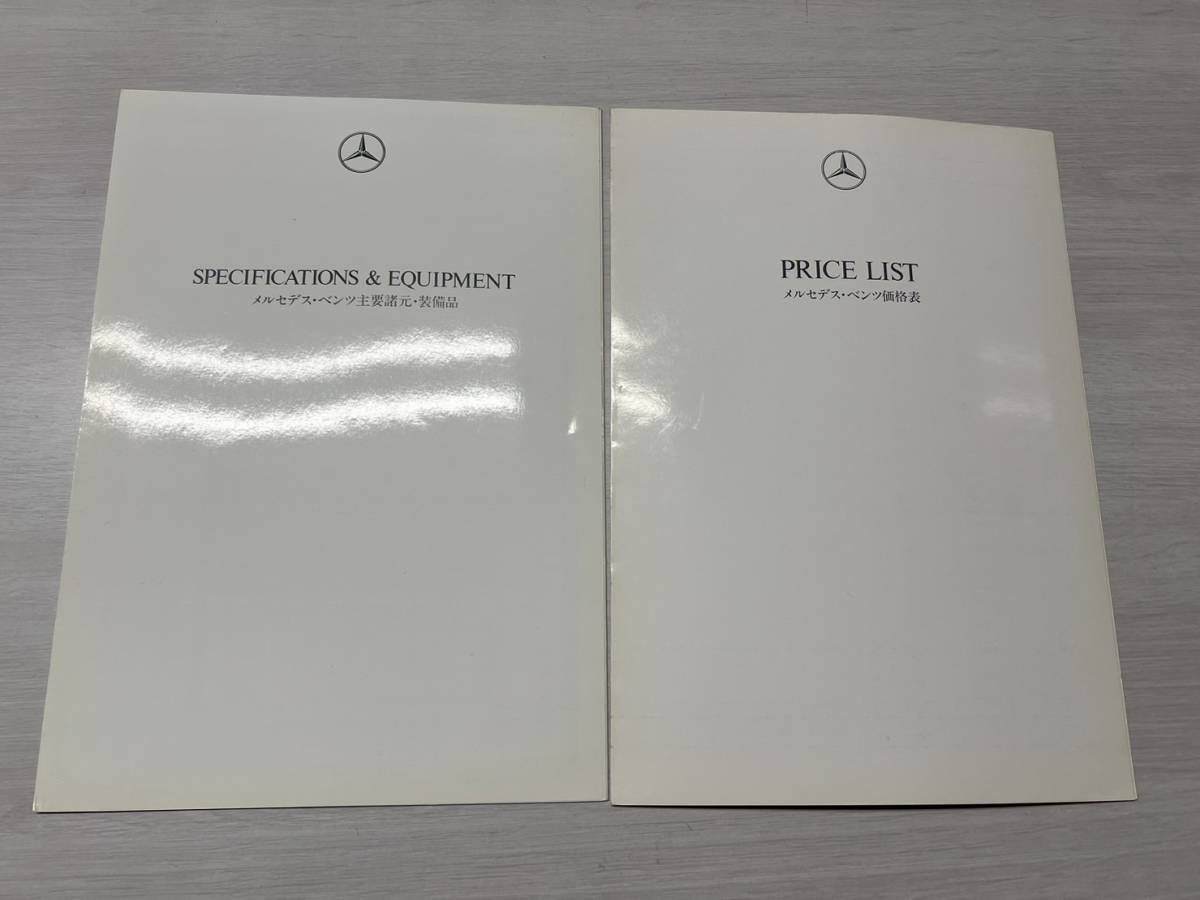 SPECIFICATIONS & EQUIPMENT
メルセデス・ベンツ主要諸元・装備品
PRICE LIST
メルセデス・ベンツ価格表